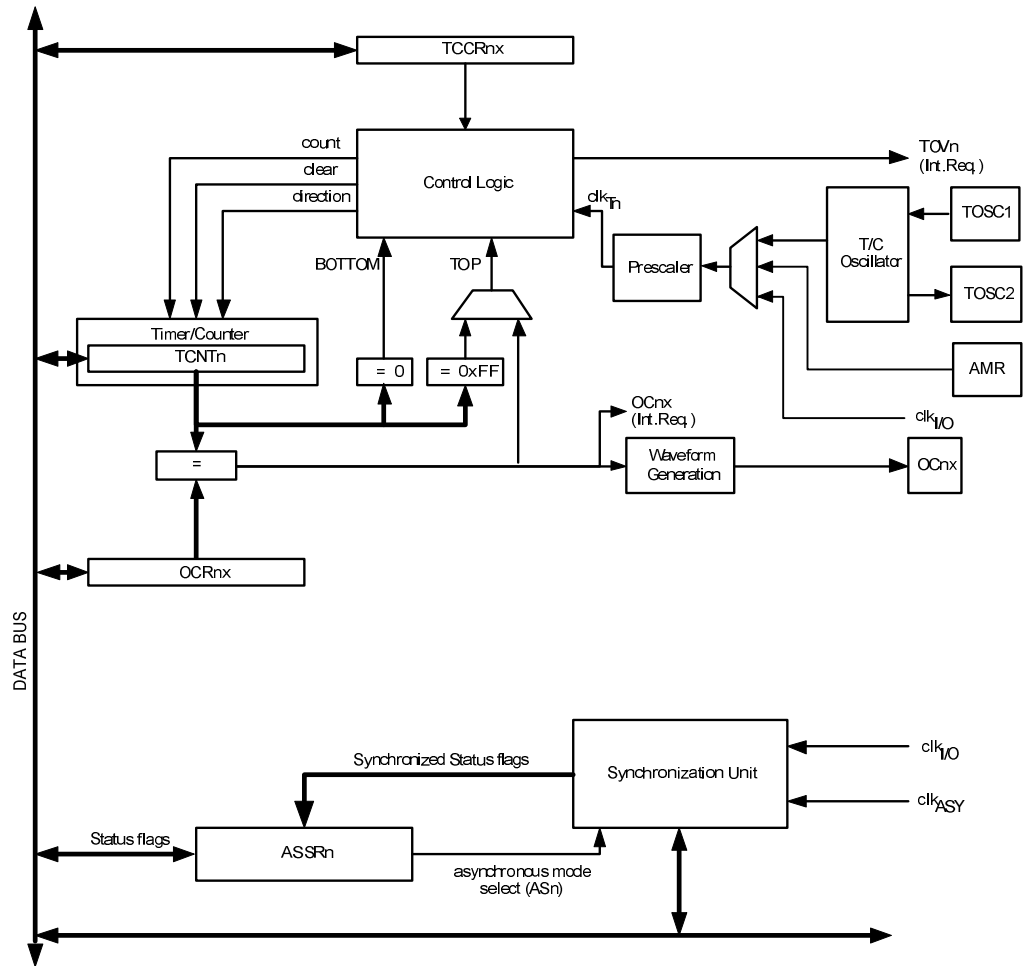 TCCRnx
count
clear
direction
Control Logic
TOVn
(Int.Req.)
clkTn
TOSC1
T/C
Oscillator
Prescaler
TOSC2
BOTTOM
TOP
Timer/Counter
TCNTn
= 0
= 0xFF
AMR
OCnx
(Int.Req.)
clkI/O
=
Waveform
Generation
OCnx
OCRnx
DATA BUS
Synchronized Status flags
Synchronization Unit
clkI/O
clkASY
Status flags
ASSRn
asynchronous mode
select (ASn)